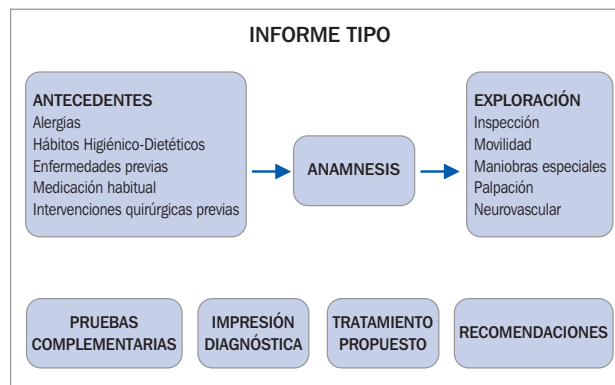 INFORME TIPO
ANTECEDENTES
Alergias
Hábitos Higiénico-Dietéticos
Enfermedades previas
Medicación habitual
Intervenciones quirúrgicas previas
ANAMNESIS
EXPLORACIÓN
Inspección
Movilidad
Maniobras especiales
Palpación
Neurovascular
PRUEBAS
COMPLEMENTARIAS
IMPRESIÓN
DIAGNÓSTICA
TRATAMIENTO
PROPUESTO
RECOMENDACIONES